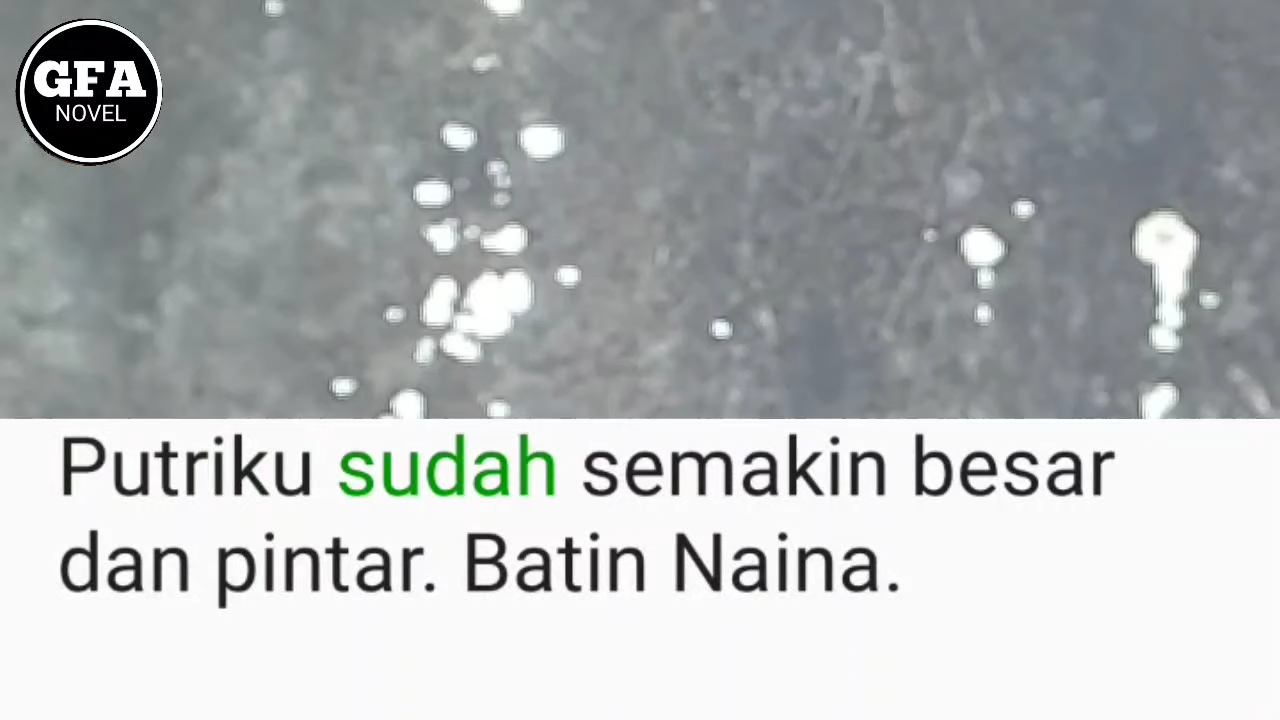 GFA
NOVEL
Putriku sudah semakin besar
dan pintar. Batin Naina.